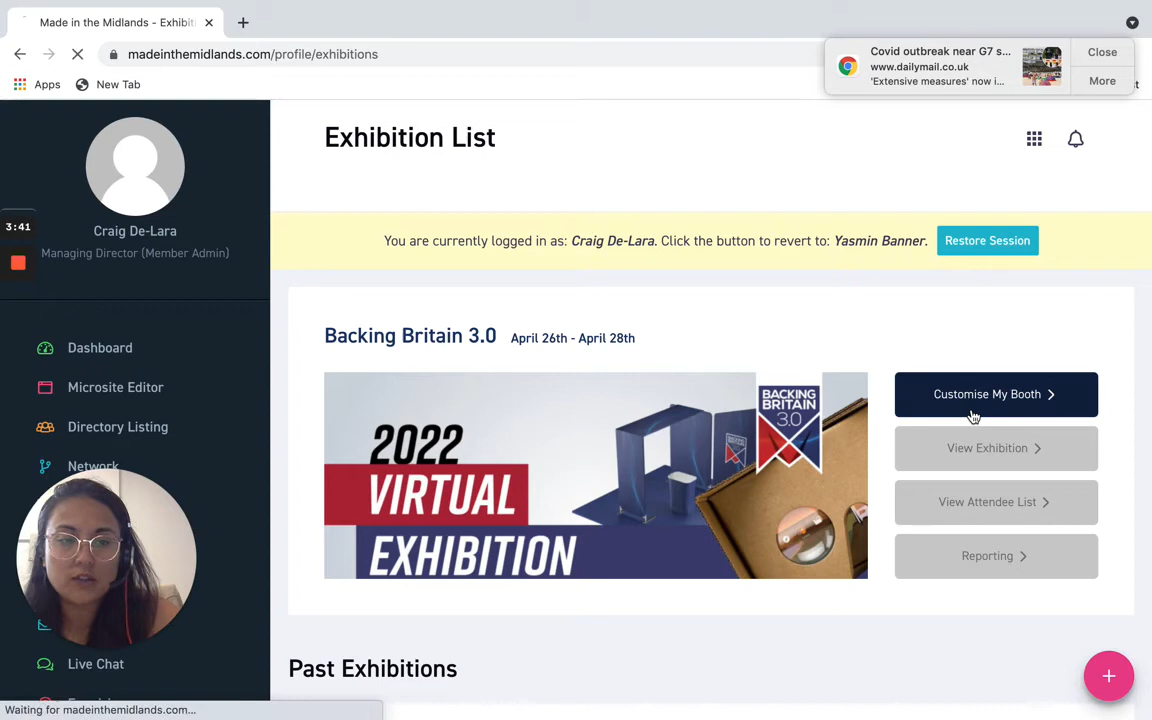 Made in the Midlands - Exhibiti
madeinthemidlands.com/profile/exhibitions
Apps
New Tab
Covid outbreak near G7 s...
www.dailymail.co.uk
'Extensive measures' now i...
Close
More
Craig De-Lara
Managing Director (Member Admin)
3:41
Dashboard
Microsite Editor
Directory Listing
Network
Live Chat
Exhibition List
You are currently logged in as: Craig De-Lara. Click the button to revert to: Yasmin Banner.
Restore Session
Backing Britain 3.0
April 26th - April 28th
2022
VIRTUAL
EXHIBITION
BACKING
BRITAIN
3.0
Customise My Booth
View Exhibition
View Attendee List
Reporting
Past Exhibitions
Waiting for madeinthemidlands.com...